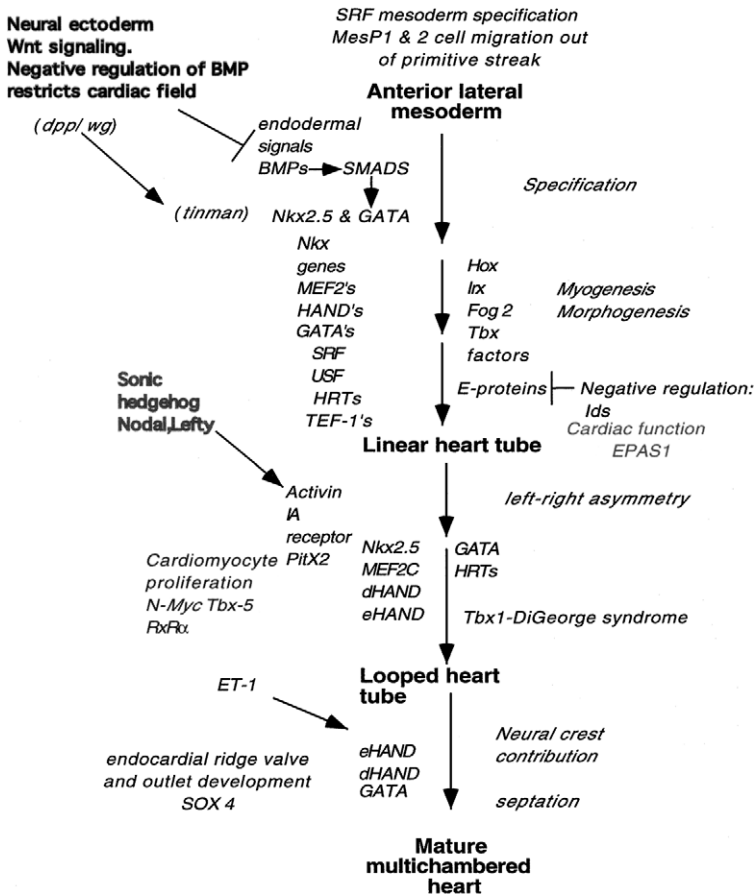 Neural ectoderm
Wnt signaling.
Negative regulation of BMP
restricts cardiac field
SRF mesoderm specification
MesP1 & 2 cell migration out
of primitive streak
Anterior lateral
mesoderm
(dpp/ wg)
endodermal
signals
BMPs
SMADS
Specification
(tinman)
Nkx2.5 & GATA
Nkx
genes
MEF2's
HAND's
GATA's
SRF
USF
HRTs
TEF-1's
Hox
Irx
Fog 2
Tbx
factors
Myogenesis
Morphogenesis
E-proteins
Negative regulation:
Ids
Cardiac function
EPAS1
Sonic
hedgehog
Nodal,Lefty
Linear heart tube
left-right asymmetry
Activin
IA
receptor
PitX2
Cardiomyocyte
proliferation
N-Myc Tbx-5
RxRα
Nkx2.5
MEF2C
dHAND
eHAND
GATA
HRTs
Tbx1-DiGeorge syndrome
Looped heart
tube
ET-1
Neural crest
contribution
eHAND
dHAND
GATA
endocardial ridge valve
and outlet development
SOX 4
septation
Mature
multichambered
heart